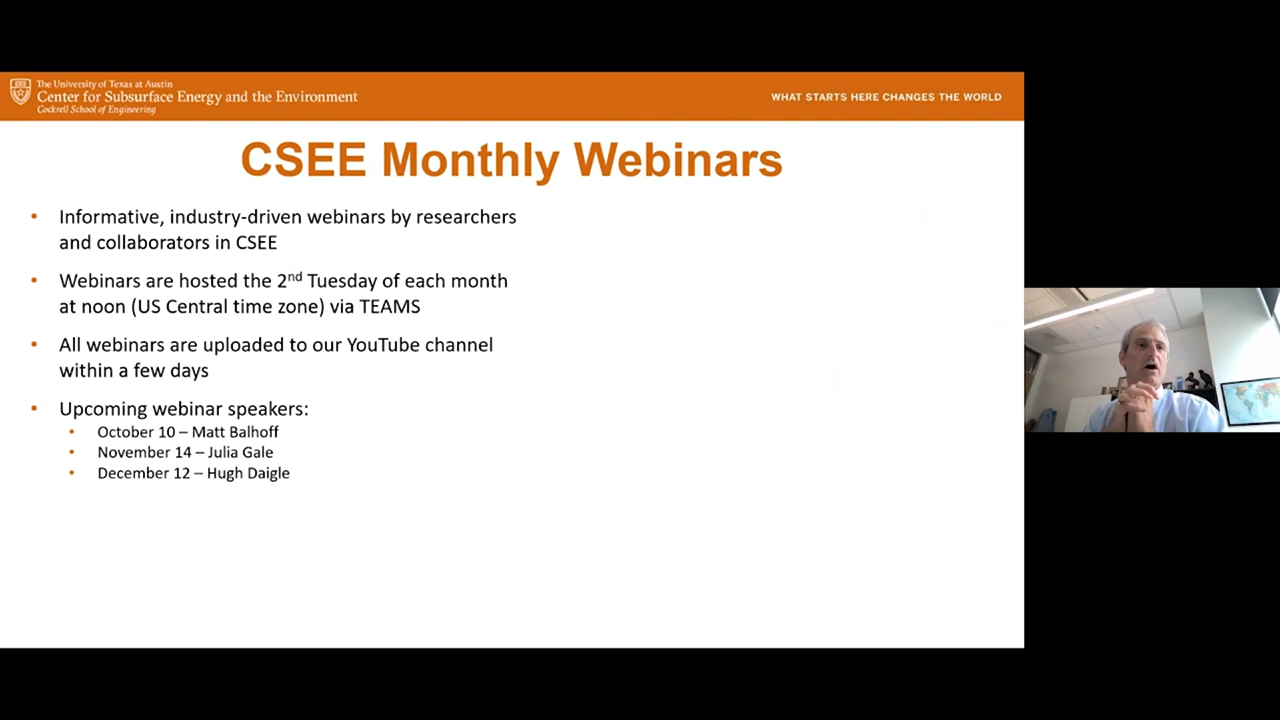 The University of Texas at Austin
Center for Subsurface Energy and the Environment
Cockrell School of Engineering
WHAT STARTS HERE CHANGES THE WORLD
CSEE Monthly Webinars
• Informative, industry-driven webinars by researchers
and collaborators in CSEE
• Webinars are hosted the 2nd Tuesday of each month
at noon (US Central time zone) via TEAMS
• All webinars are uploaded to our YouTube channel
within a few days
• Upcoming webinar speakers:
• October 10 – Matt Balhoff
• November 14 – Julia Gale
• December 12 – Hugh Daigle